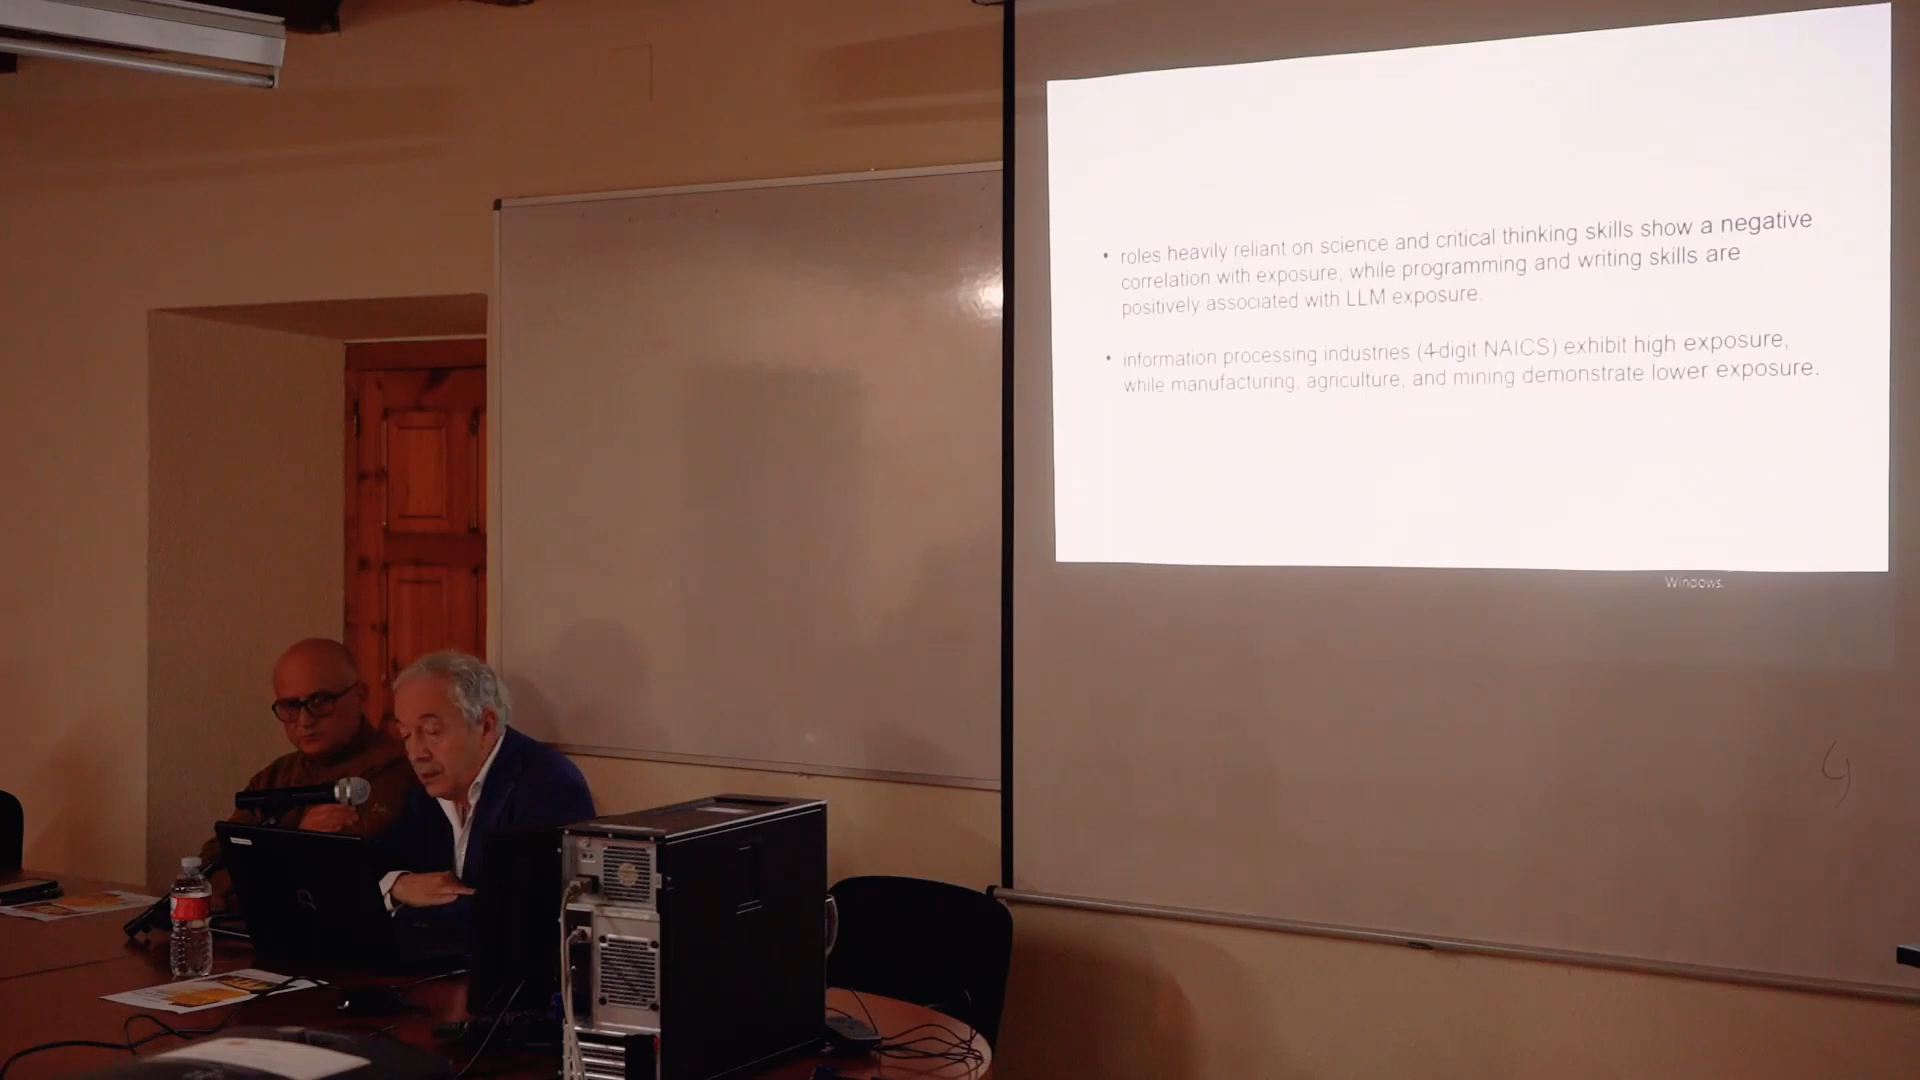 • roles heavily reliant on science and critical thinking skills show a negative
correlation with exposure, while programming and writing skills are
positively associated with LLM exposure.
• information processing industries (4-digit NAICS) exhibit high exposure,
while manufacturing, agriculture, and mining demonstrate lower exposure.
Windows.